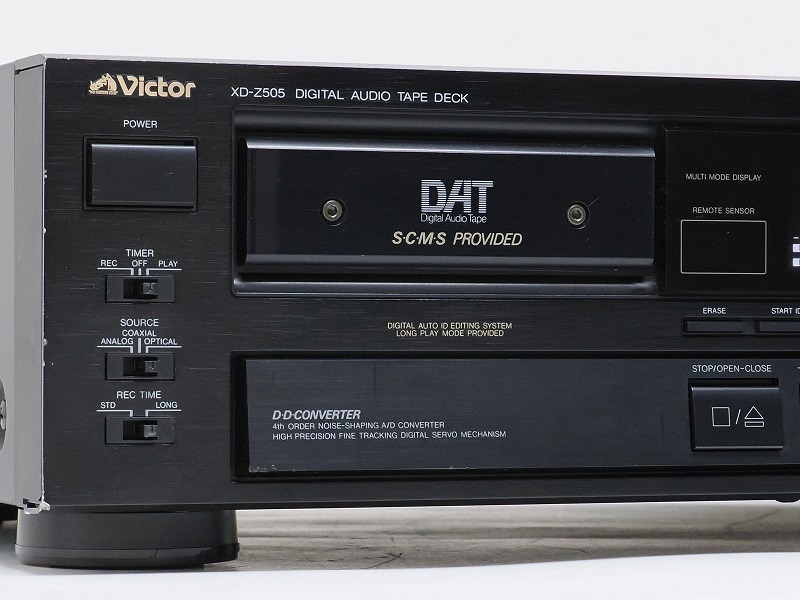 Victor
XD-Z505 DIGITAL AUDIO TAPE DECK
POWER
DAT
Digital Audio Tape
S·C·M·S PROVIDED
MULTI MODE DISPLAY
REMOTE SENSOR
TIMER
REC OFF PLAY
SOURCE
COAXIAL
ANALOG OPTICAL
DIGITAL AUTO ID EDITING SYSTEM
LONG PLAY MODE PROVIDED
ERASE
START ID
REC TIME
STD LONG
STOP/OPEN-CLOSE
D·D·CONVERTER
4th ORDER NOISE-SHAPING A/D CONVERTER
HIGH PRECISION FINE TRACKING DIGITAL SERVO MECHANISM